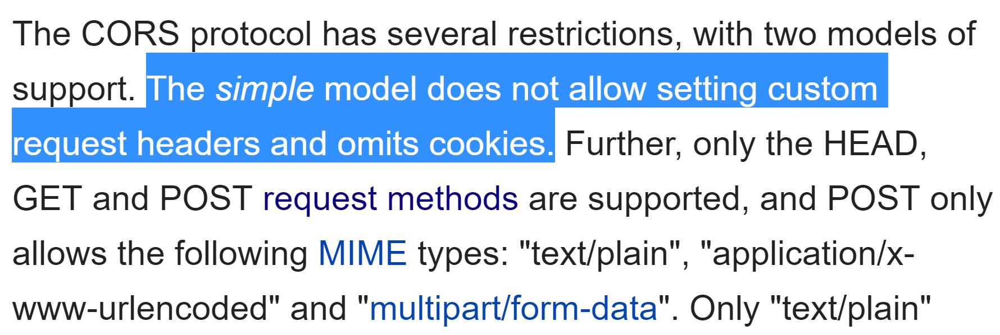 The CORS protocol has several restrictions, with two models of
support. The simple model does not allow setting custom
request headers and omits cookies. Further, only the HEAD,
GET and POST request methods are supported, and POST only
allows the following MIME types: "text/plain", "application/x-
www-urlencoded" and "multipart/form-data". Only "text/plain"